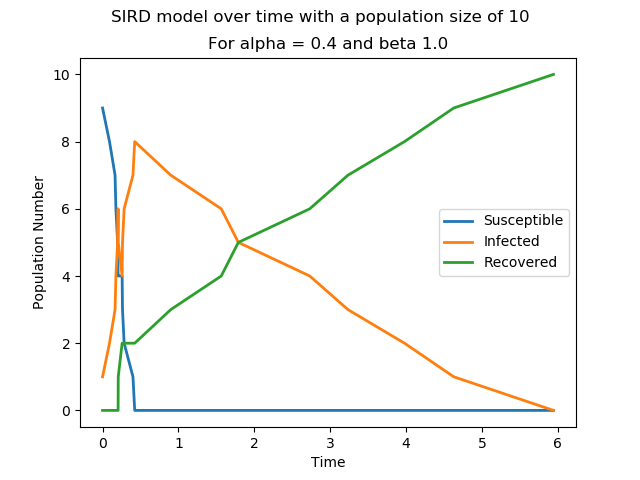 SIRD model over time with a population size of 10
For alpha = 0.4 and beta 1.0
10
8
6
4
2
0
Population Number
Susceptible
Infected
Recovered
0 1 2 3 4 5 6
Time